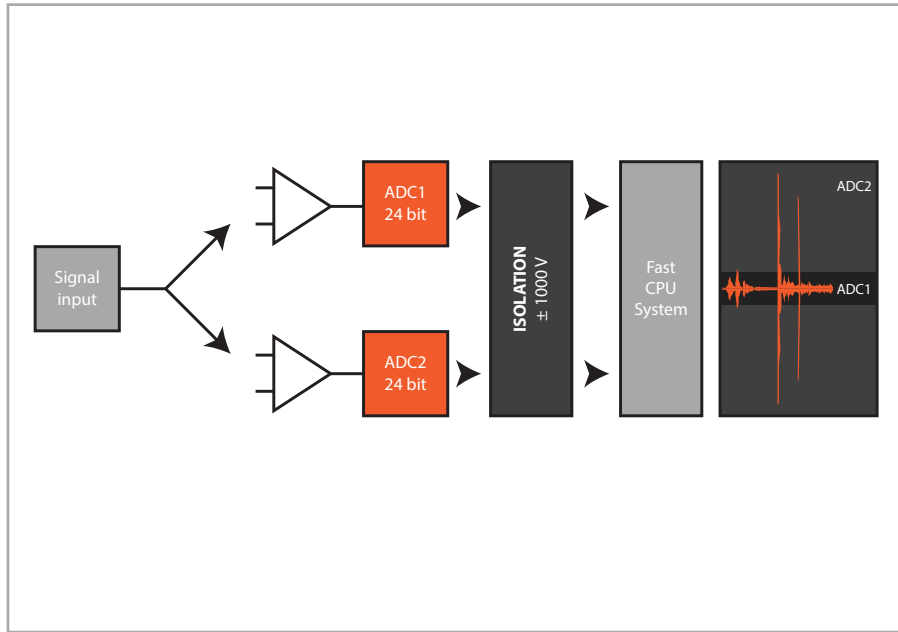 Signal
input
ADC1
24 bit
ADC2
24 bit
ISOLATION
± 1000 V
Fast
CPU
System
ADC2
ADC1